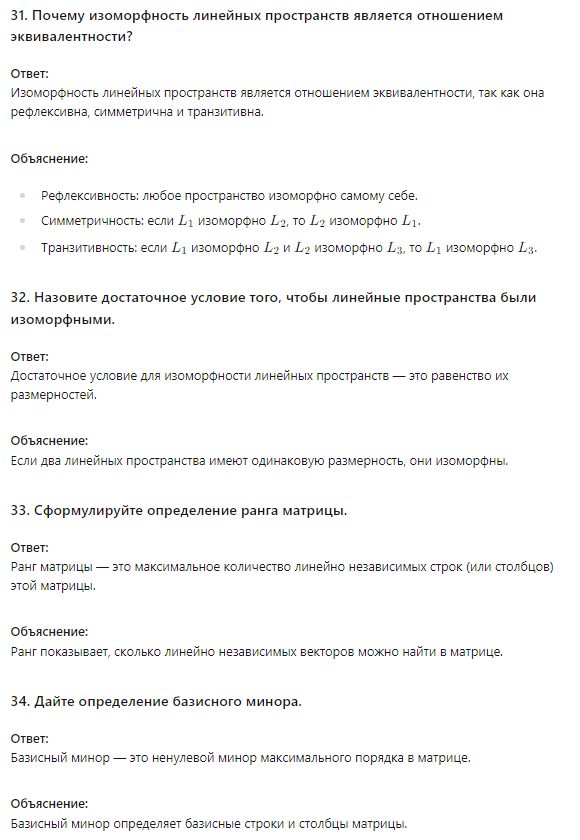 31. Почему изоморфность линейных пространств является отношением
эквивалентности?
Ответ:
Изоморфность линейных пространств является отношением эквивалентности, так как она
рефлексивна, симметрична и транзитивна.
Объяснение:
Рефлексивность: любое пространство изоморфно самому себе.
Симметричность: если L₁ изоморфно L₂, то L₂ изоморфно L₁.
Транзитивность: если L₁ изоморфно L₂ и L₂ изоморфно L₃, то L₁ изоморфно L₃.
32. Назовите достаточное условие того, чтобы линейные пространства были
изоморфными.
Ответ:
Достаточное условие для изоморфности линейных пространств — это равенство их
размерностей.
Объяснение:
Если два линейных пространства имеют одинаковую размерность, они изоморфны.
33. Сформулируйте определение ранга матрицы.
Ответ:
Ранг матрицы — это максимальное количество линейно независимых строк (или столбцов)
этой матрицы.
Объяснение:
Ранг показывает, сколько линейно независимых векторов можно найти в матрице.
34. Дайте определение базисного минора.
Ответ:
Базисный минор — это ненулевой минор максимального порядка в матрице.
Объяснение:
Базисный минор определяет базисные строки и столбцы матрицы.